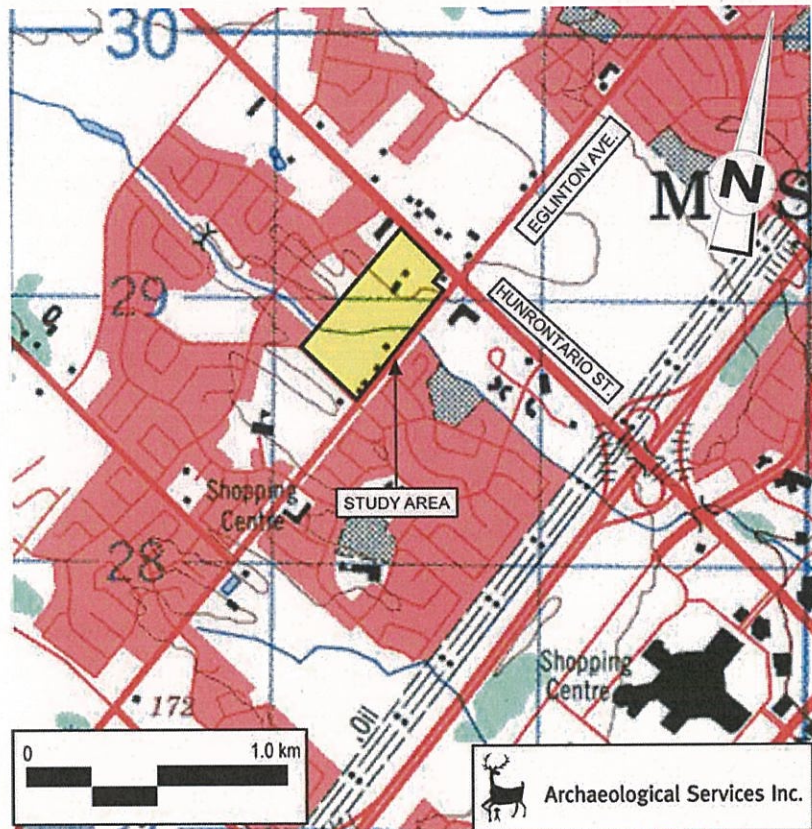 30
EGLINTON AVE.
M
N
S
29
HUNRONTARIO ST.
STUDY AREA
Shopping
Centre
28
Shopping
Centre
172
Oil
0
1.0 km
Archaeological Services Inc.